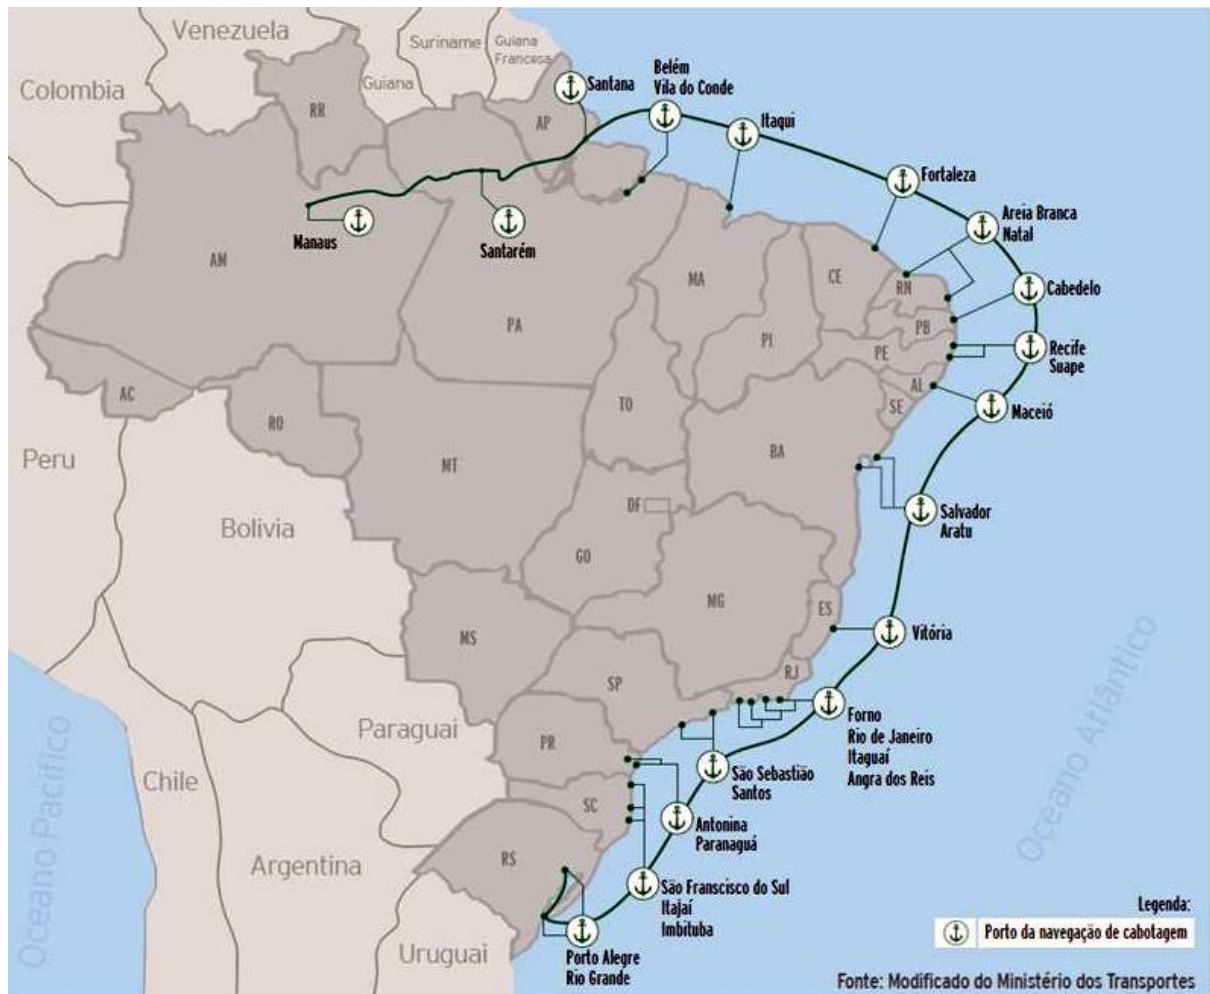 Venezuela
Suriname
Guiana
Francesa
Guiana
Colombia
RR
AP
Santana
Belém
Vila do Conde
Itaqui
Fortaleza
Areia Branca
Natal
Manaus
Santarém
AM
PA
MA
CE
RN
Cabedelo
PB
PI
PE
Recife
Suape
AL
SE
Maceió
AC
RO
TO
BA
MT
Peru
Bolivia
DF
GO
Salvador
Aratu
MG
ES
Vitória
MS
RJ
SP
Paraguai
PR
Forno
Rio de Janeiro
Itaguaí
Angra dos Reis
São Sebastião
Santos
Chile
SC
Antonina
Paranaguá
RS
Argentina
São Franscisco do Sul
Itajaí
Imbituba
Uruguai
Porto Alegre
Rio Grande
Oceano Pacífico
Oceano Atlântico
Legenda:
Porto da navegação de cabotagem
Fonte: Modificado do Ministério dos Transportes